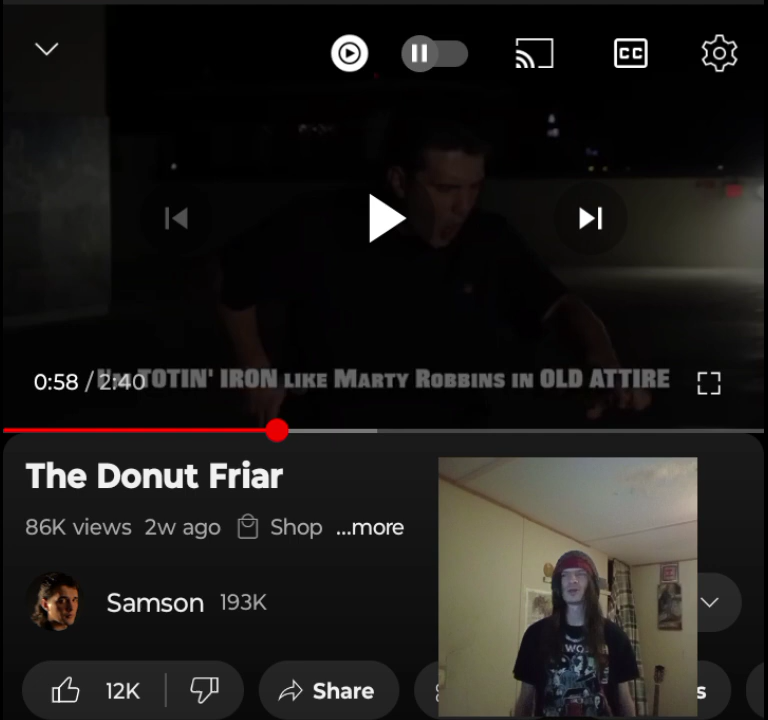 CC
I'M TOTIN' IRON LIKE MARTY ROBBINS IN OLD ATTIRE
0:58 / 2:40
The Donut Friar
86K views 2w ago Shop ...more
Samson 193K
12K Share s